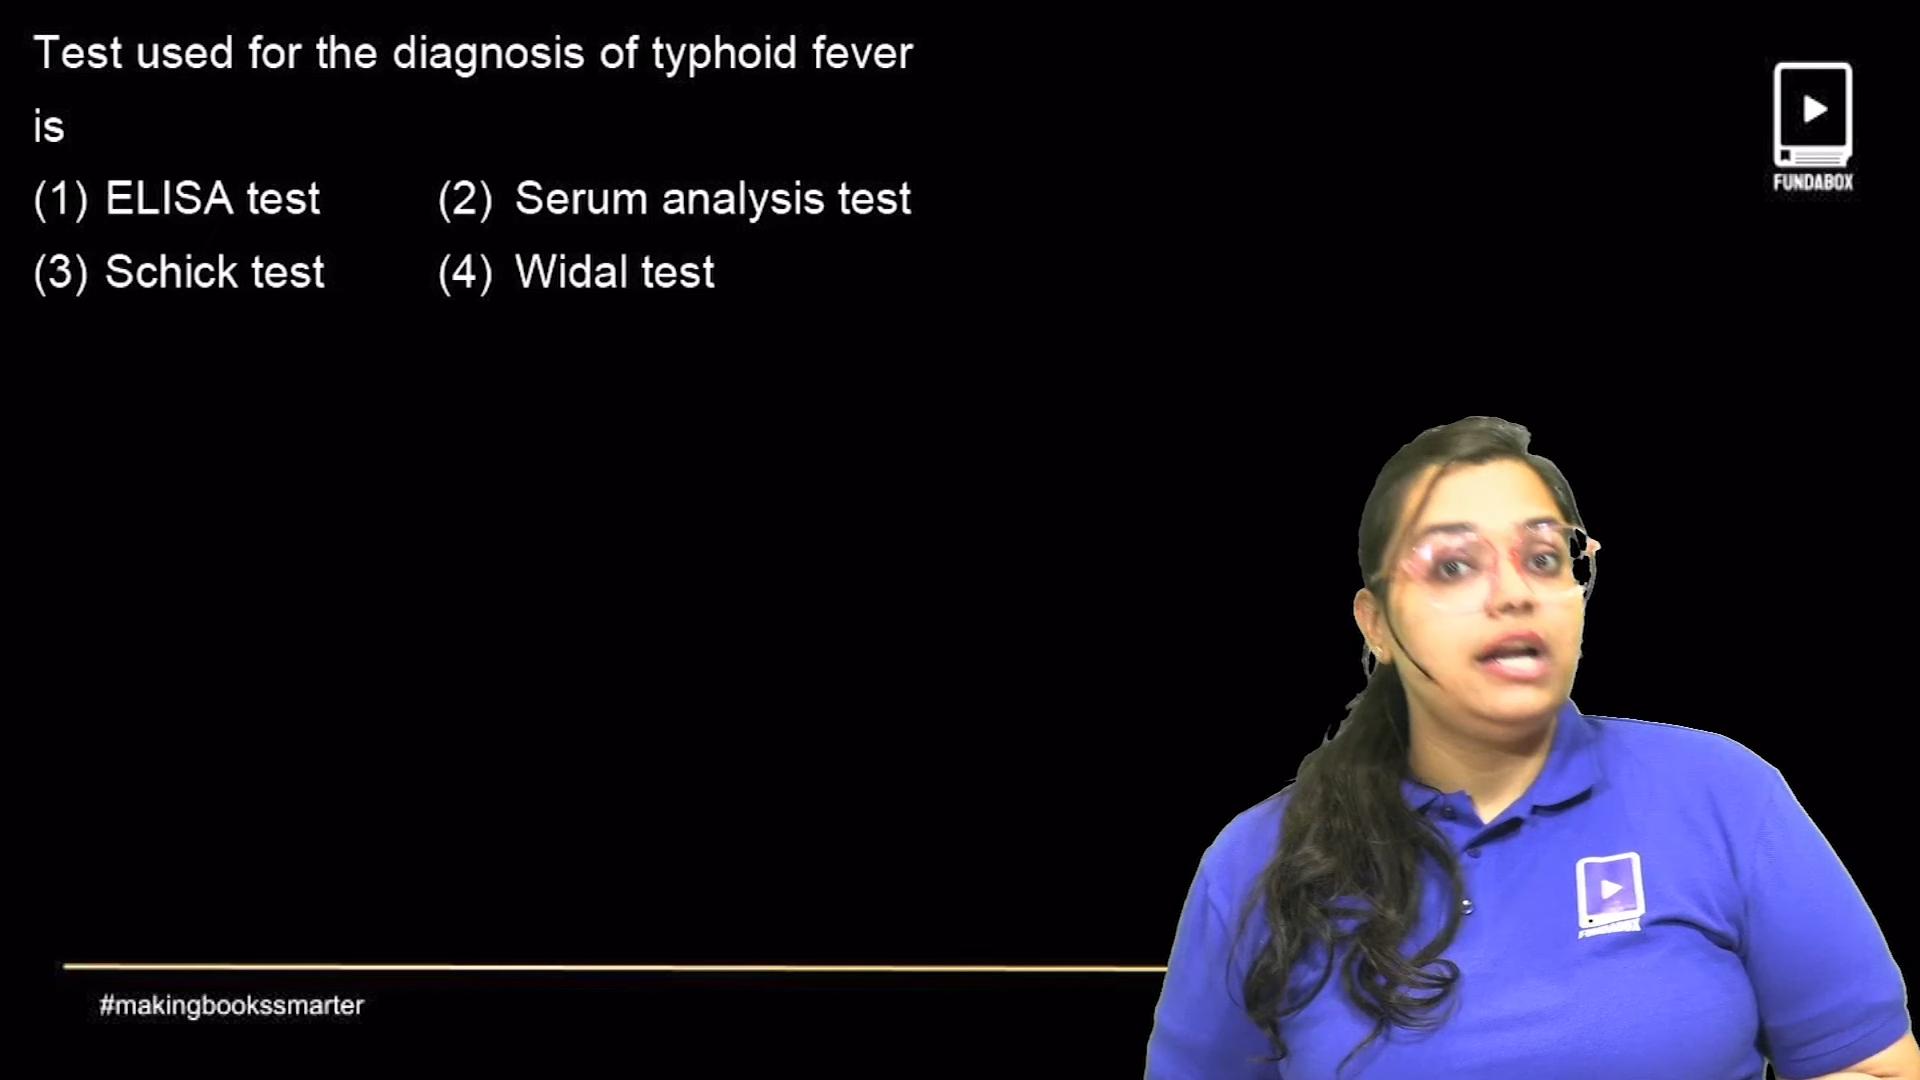 Test used for the diagnosis of typhoid fever
is
(1) ELISA test (2) Serum analysis test
(3) Schick test (4) Widal test
FUNDABOX
FUNDABOX
#makingbookssmarter